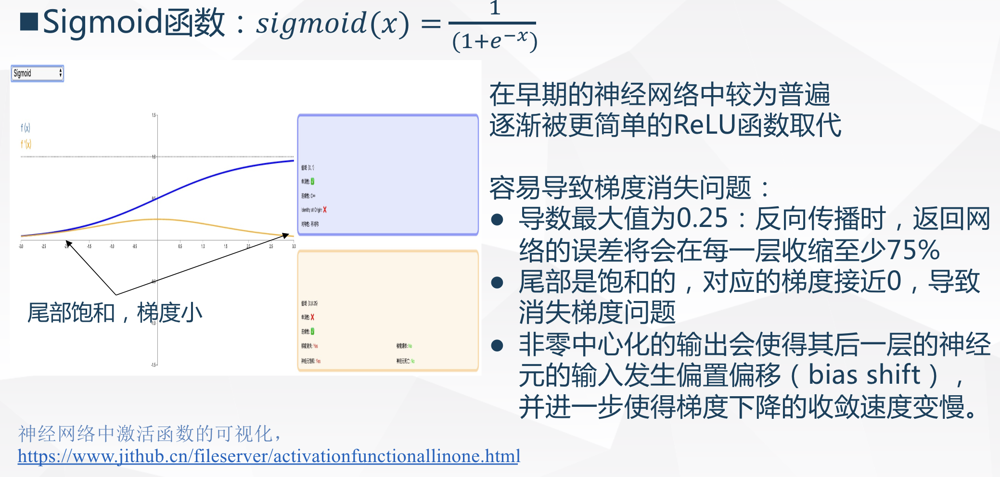 ■Sigmoid函数：sigmoid(x) = 1/(1+e^{-x})
Sigmoid
在早期的神经网络中较为普遍
逐渐被更简单的ReLU函数取代
容易导致梯度消失问题：
● 导数最大值为0.25：反向传播时，返回网
络的误差将会在每一层收缩至少75%
● 尾部是饱和的，对应的梯度接近0，导致
消失梯度问题
● 非零中心化的输出会使得其后一层的神经
元的输入发生偏置偏移（bias shift），
并进一步使得梯度下降的收敛速度变慢。
f (x)
f '(x)
1.5
1.0
0.5
-3.0 -2.5 -2.0 -1.5 -1.0 -0.5 0.5 1.0 1.5 2.0 2.5 3.0
-0.5
-1.0
-1.5
尾部饱和，梯度小
值域: (0, 1)
单调性: ✅
连续性: C∞
Identity at Origin: ❌
对称性: 不对称
值域: (0,0.25)
单调性: ❌
连续性: ✅
梯度消失: Yes 梯度爆炸: No
神经元饱和: Yes 神经元死亡: No
神经网络中激活函数的可视化，
https://www.jithub.cn/fileserver/activationfunctionallinone.html